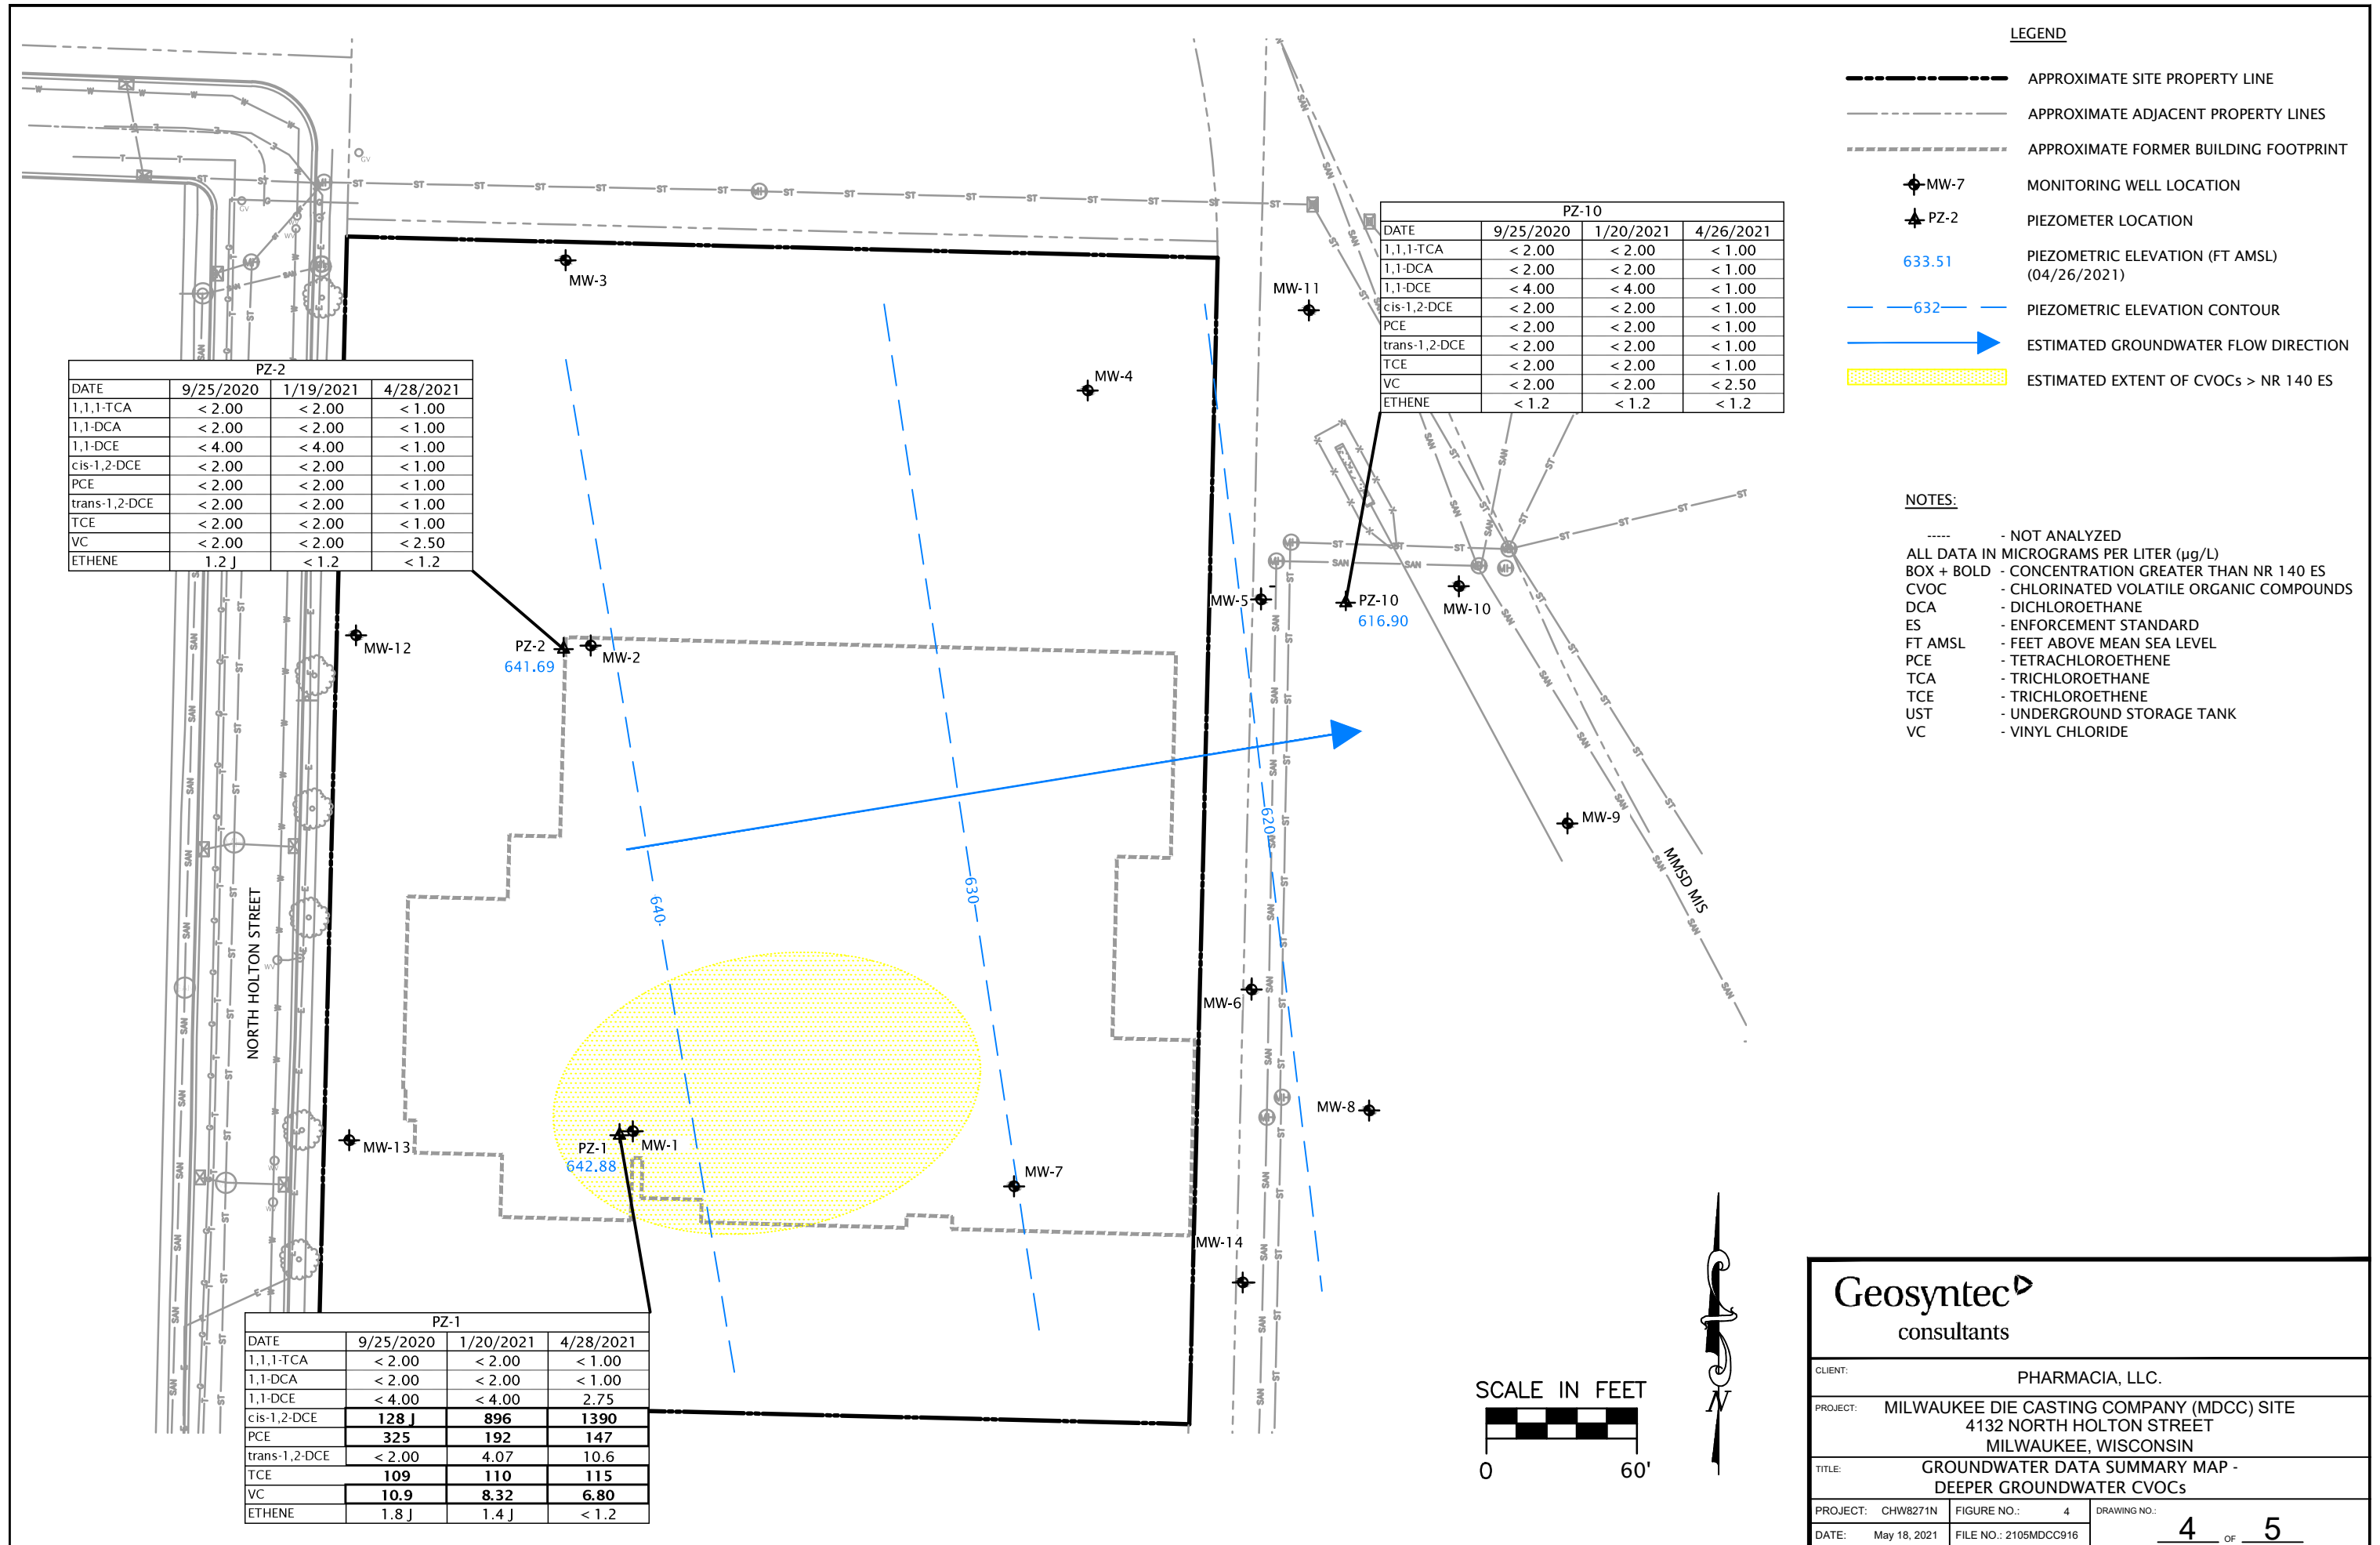 LEGEND
APPROXIMATE SITE PROPERTY LINE
APPROXIMATE ADJACENT PROPERTY LINES
APPROXIMATE FORMER BUILDING FOOTPRINT
MW-7 MONITORING WELL LOCATION
PZ-2 PIEZOMETER LOCATION
633.51 PIEZOMETRIC ELEVATION (FT AMSL)
(04/26/2021)
632 PIEZOMETRIC ELEVATION CONTOUR
ESTIMATED GROUNDWATER FLOW DIRECTION
ESTIMATED EXTENT OF CVOCs > NR 140 ES
NOTES:
----- - NOT ANALYZED
ALL DATA IN MICROGRAMS PER LITER (µg/L)
BOX + BOLD - CONCENTRATION GREATER THAN NR 140 ES
CVOC - CHLORINATED VOLATILE ORGANIC COMPOUNDS
DCA - DICHLOROETHANE
ES - ENFORCEMENT STANDARD
FT AMSL - FEET ABOVE MEAN SEA LEVEL
PCE - TETRACHLOROETHENE
TCA - TRICHLOROETHANE
TCE - TRICHLOROETHENE
UST - UNDERGROUND STORAGE TANK
VC - VINYL CHLORIDE
PZ-10
DATE 9/25/2020 1/20/2021 4/26/2021
1,1,1-TCA < 2.00 < 2.00 < 1.00
1,1-DCA < 2.00 < 2.00 < 1.00
1,1-DCE < 4.00 < 4.00 < 1.00
cis-1,2-DCE < 2.00 < 2.00 < 1.00
PCE < 2.00 < 2.00 < 1.00
trans-1,2-DCE < 2.00 < 2.00 < 1.00
TCE < 2.00 < 2.00 < 1.00
VC < 2.00 < 2.00 < 2.50
ETHENE < 1.2 < 1.2 < 1.2
PZ-2
DATE 9/25/2020 1/19/2021 4/28/2021
1,1,1-TCA < 2.00 < 2.00 < 1.00
1,1-DCA < 2.00 < 2.00 < 1.00
1,1-DCE < 4.00 < 4.00 < 1.00
cis-1,2-DCE < 2.00 < 2.00 < 1.00
PCE < 2.00 < 2.00 < 1.00
trans-1,2-DCE < 2.00 < 2.00 < 1.00
TCE < 2.00 < 2.00 < 1.00
VC < 2.00 < 2.00 < 2.50
ETHENE 1.2 J < 1.2 < 1.2
MW-3
MW-11
MW-4
MW-5
PZ-10
616.90
MW-10
MW-12
PZ-2
641.69
MW-2
MW-9
MMSD MIS
640
630
620
NORTH HOLTON STREET
MW-6
MW-8
MW-13
PZ-1
642.88
MW-1
MW-7
MW-14
PZ-1
DATE 9/25/2020 1/20/2021 4/28/2021
1,1,1-TCA < 2.00 < 2.00 < 1.00
1,1-DCA < 2.00 < 2.00 < 1.00
1,1-DCE < 4.00 < 4.00 2.75
cis-1,2-DCE 128 J 896 1390
PCE 325 192 147
trans-1,2-DCE < 2.00 4.07 10.6
TCE 109 110 115
VC 10.9 8.32 6.80
ETHENE 1.8 J 1.4 J < 1.2
SCALE IN FEET
0 60'
N
Geosyntec
consultants
CLIENT: PHARMACIA, LLC.
PROJECT: MILWAUKEE DIE CASTING COMPANY (MDCC) SITE
4132 NORTH HOLTON STREET
MILWAUKEE, WISCONSIN
TITLE: GROUNDWATER DATA SUMMARY MAP -
DEEPER GROUNDWATER CVOCs
PROJECT: CHW8271N FIGURE NO.: 4 DRAWING NO.:
DATE: May 18, 2021 FILE NO.: 2105MDCC916 4 OF 5